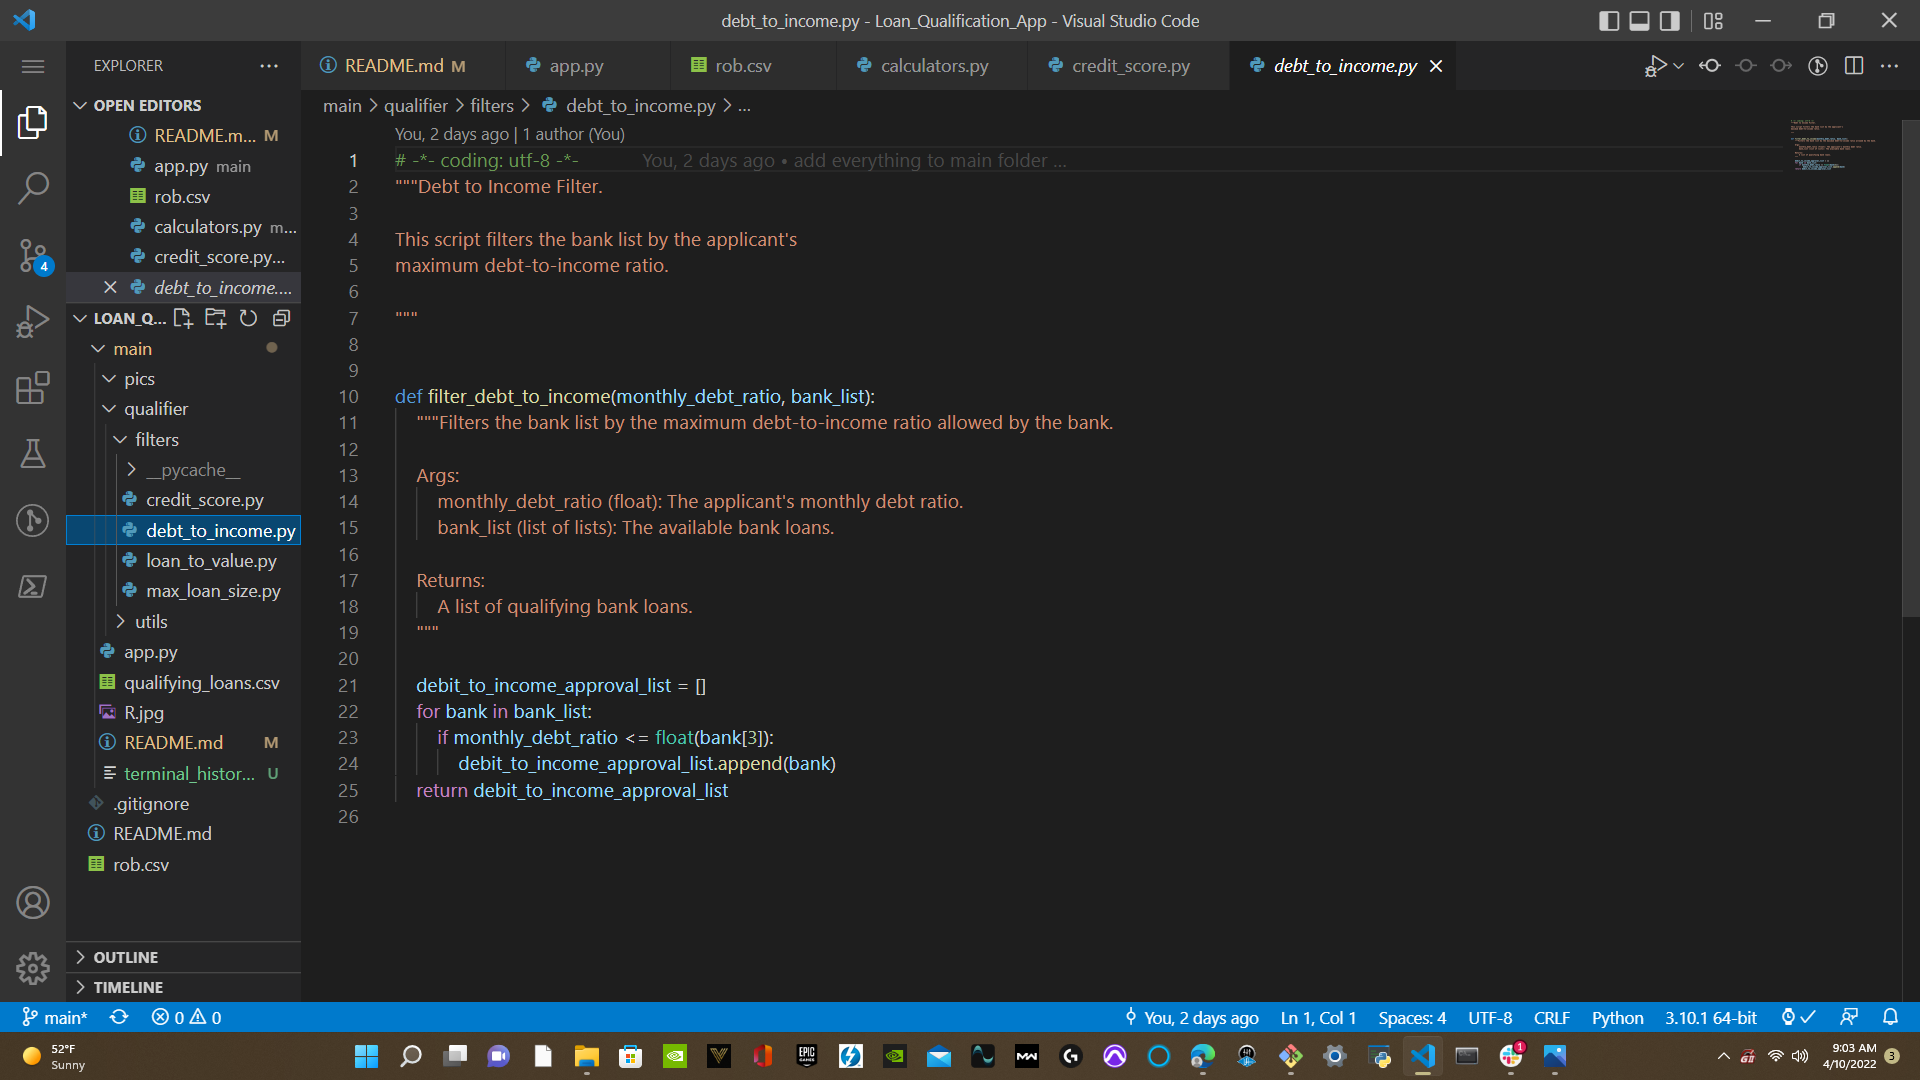 debt_to_income.py - Loan_Qualification_App - Visual Studio Code
EXPLORER
README.md M
app.py
rob.csv
calculators.py
credit_score.py
debt_to_income.py
OPEN EDITORS
README.m... M
app.py main
rob.csv
calculators.py m...
credit_score.py...
debt_to_income....
LOAN_Q...
main
pics
qualifier
filters
__pycache__
credit_score.py
debt_to_income.py
loan_to_value.py
max_loan_size.py
utils
app.py
qualifying_loans.csv
R.jpg
README.md M
terminal_histor... U
.gitignore
README.md
rob.csv
OUTLINE
TIMELINE
4
main > qualifier > filters > debt_to_income.py > ...
You, 2 days ago | 1 author (You)
1 # -*- coding: utf-8 -*- You, 2 days ago • add everything to main folder ...
2 """Debt to Income Filter.
3
4 This script filters the bank list by the applicant's
5 maximum debt-to-income ratio.
6
7 """
8
9
10 def filter_debt_to_income(monthly_debt_ratio, bank_list):
11 """Filters the bank list by the maximum debt-to-income ratio allowed by the bank.
12
13 Args:
14 monthly_debt_ratio (float): The applicant's monthly debt ratio.
15 bank_list (list of lists): The available bank loans.
16
17 Returns:
18 A list of qualifying bank loans.
19 """
20
21 debit_to_income_approval_list = []
22 for bank in bank_list:
23 if monthly_debt_ratio <= float(bank[3]):
24 debit_to_income_approval_list.append(bank)
25 return debit_to_income_approval_list
26
main* 0 0 You, 2 days ago Ln 1, Col 1 Spaces: 4 UTF-8 CRLF Python 3.10.1 64-bit
52°F
Sunny
EPIC GAMES
MW
1
9:03 AM
4/10/2022
3